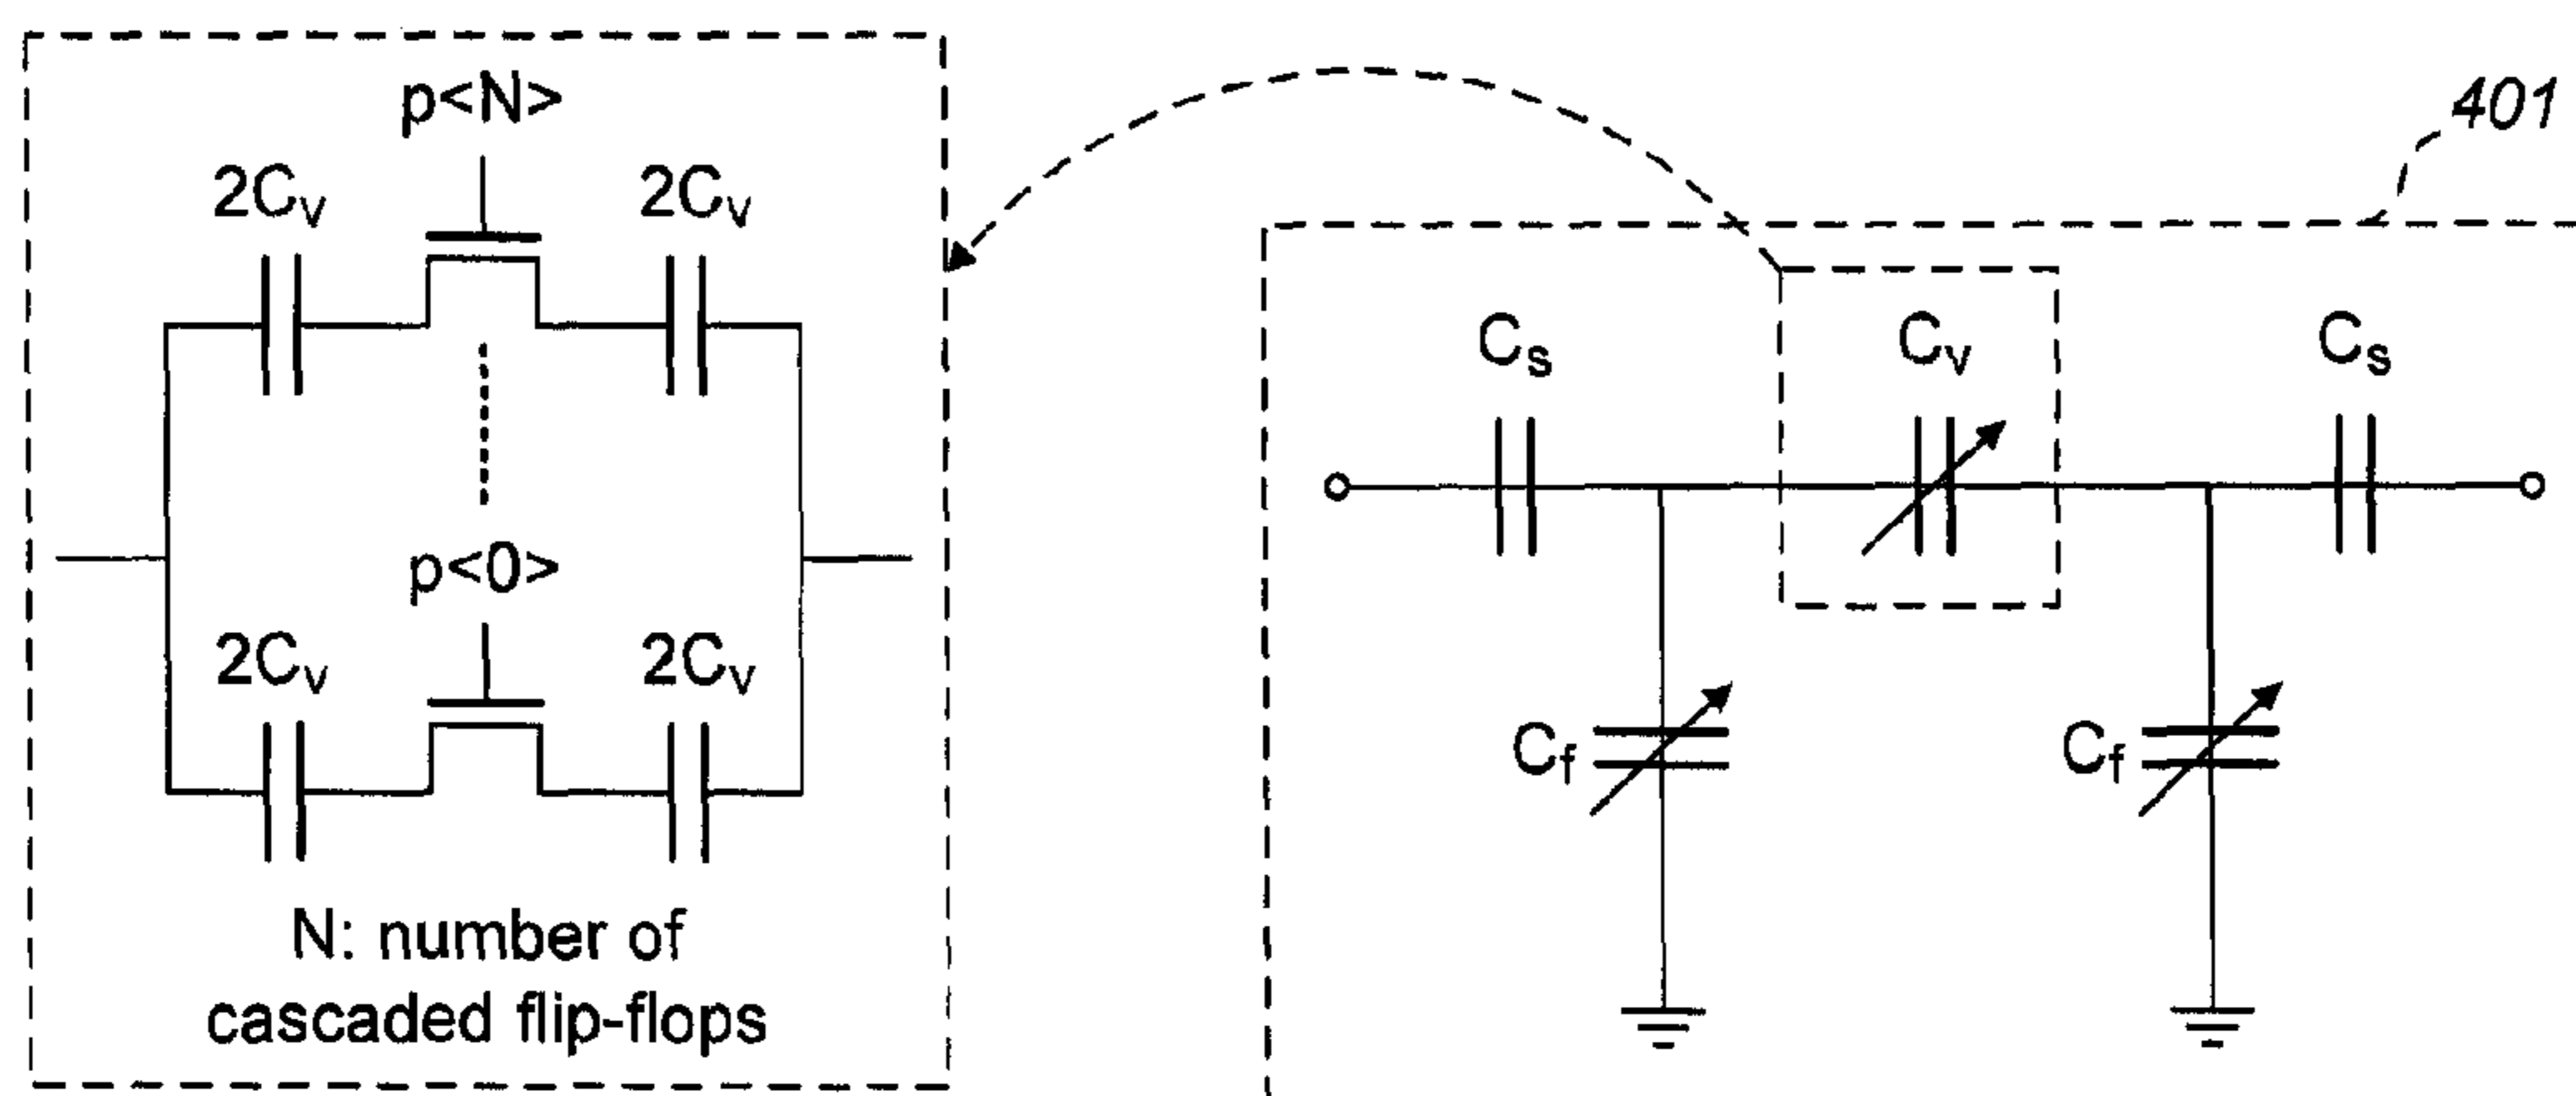 p<N>
2Cv 2Cv
p<0>
2Cv 2Cv
N: number of
cascaded flip-flops
401
Cs Cv Cs
Cf Cf